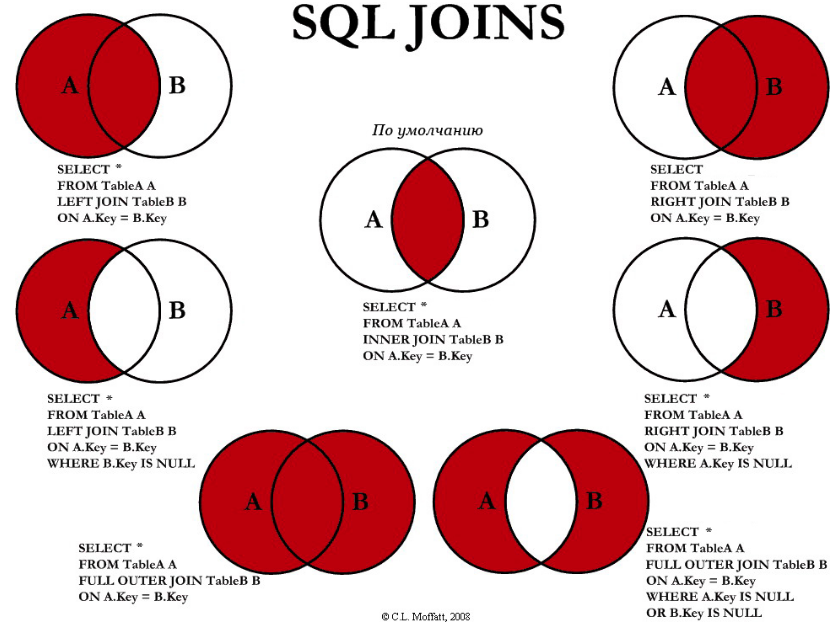 SQL JOINS
A B
SELECT *
FROM TableA A
LEFT JOIN TableB B
ON A.Key = B.Key
По умолчанию
A B
SELECT *
FROM TableA A
INNER JOIN TableB B
ON A.Key = B.Key
A B
SELECT
FROM TableA A
RIGHT JOIN TableB B
ON A.Key = B.Key
A B
SELECT *
FROM TableA A
LEFT JOIN TableB B
ON A.Key = B.Key
WHERE B.Key IS NULL
A B
SELECT *
FROM TableA A
RIGHT JOIN TableB B
ON A.Key = B.Key
WHERE A.Key IS NULL
A B
SELECT *
FROM TableA A
FULL OUTER JOIN TableB B
ON A.Key = B.Key
A B
SELECT *
FROM TableA A
FULL OUTER JOIN TableB B
ON A.Key = B.Key
WHERE A.Key IS NULL
OR B.Key IS NULL
© C.L. Moffatt, 2008